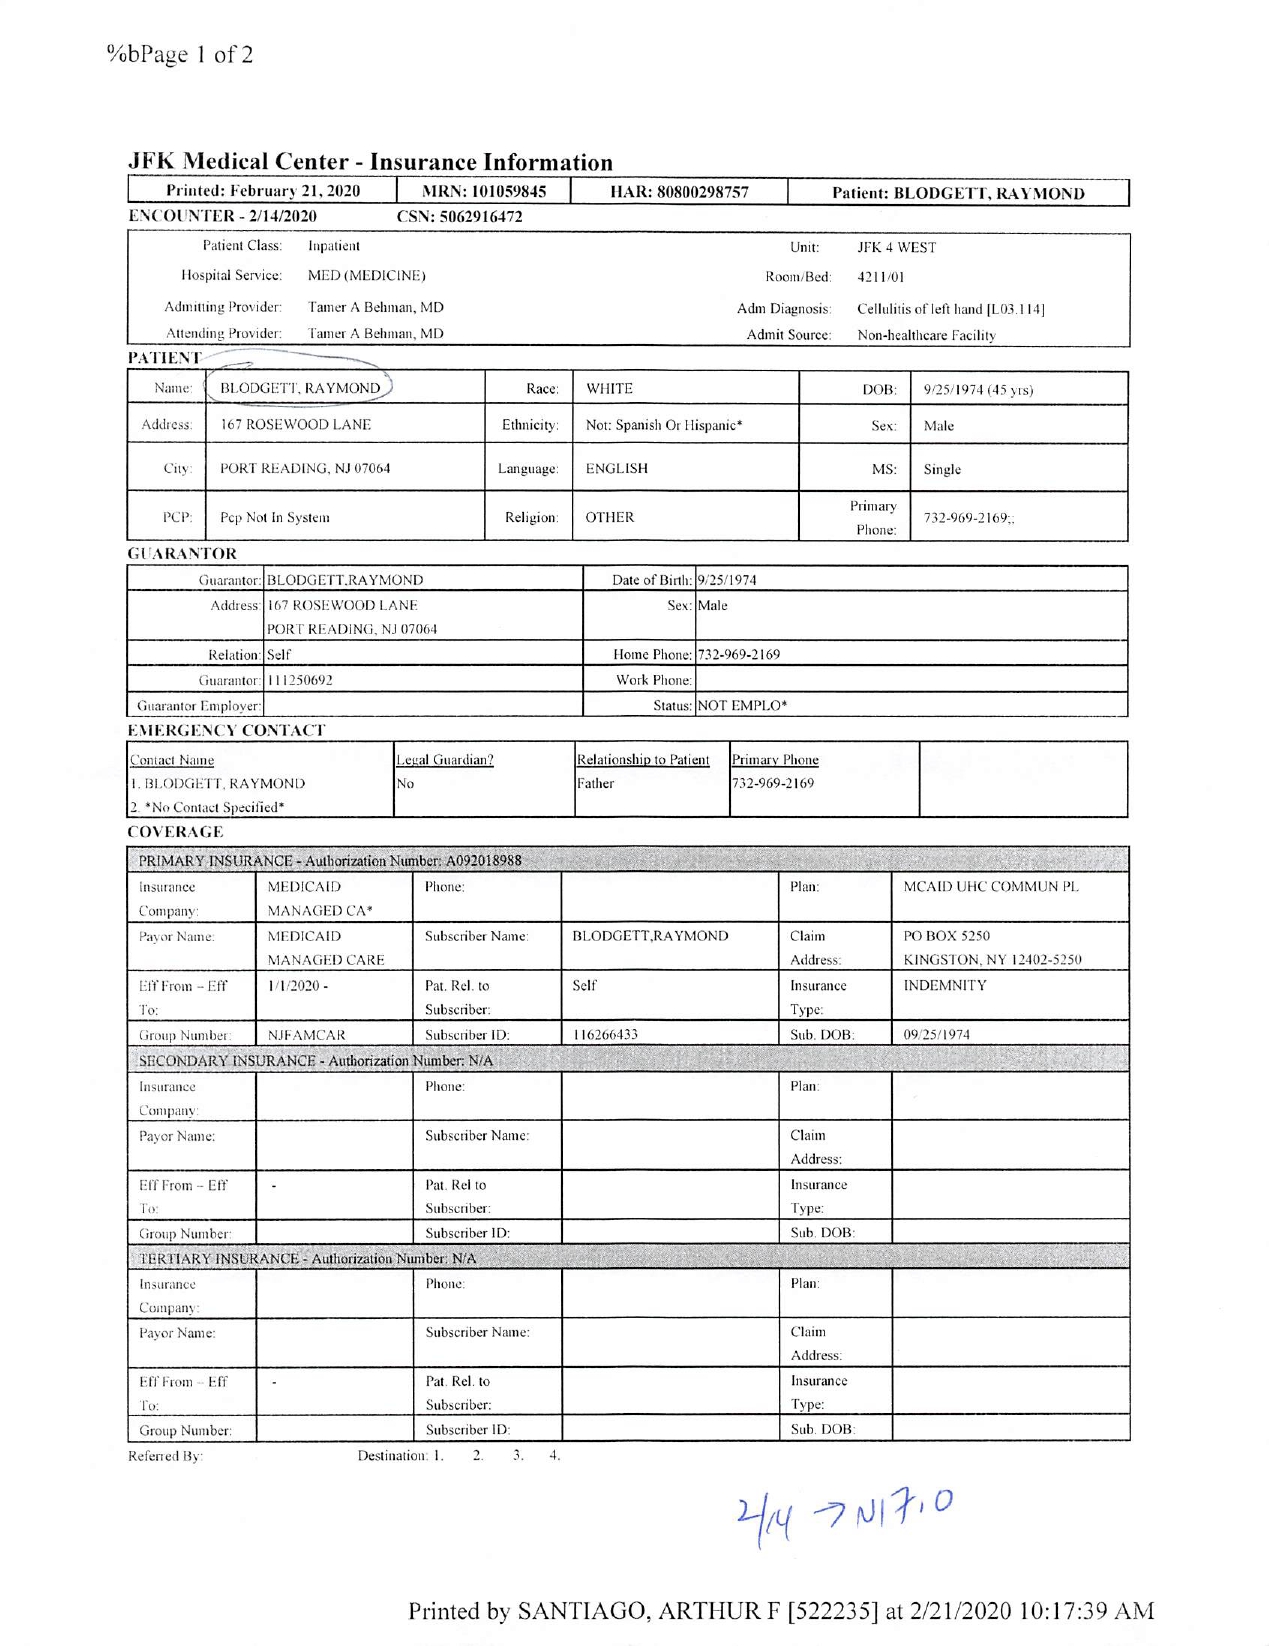 %bPage 1 of 2
JFK Medical Center - Insurance Information
Printed: February 21, 2020 MRN: 101059845 HAR: 80800298757 Patient: BLODGETT, RAYMOND
ENCOUNTER - 2/14/2020 CSN: 5062916472
Patient Class: Inpatient Unit: JFK 4 WEST
Hospital Service: MED (MEDICINE) Room/Bed: 4211/01
Admitting Provider: Tamer A Behman, MD Adm Diagnosis: Cellulitis of left hand [L03.114]
Attending Provider: Tamer A Behman, MD Admit Source: Non-healthcare Facility
PATIENT
Name: BLODGETT, RAYMOND Race: WHITE DOB: 9/25/1974 (45 yrs)
Address: 167 ROSEWOOD LANE Ethnicity: Not: Spanish Or Hispanic* Sex: Male
City: PORT READING, NJ 07064 Language: ENGLISH MS: Single
PCP: Pcp Not In System Religion: OTHER Primary Phone: 732-969-2169;;
GUARANTOR
Guarantor: BLODGETT,RAYMOND Date of Birth: 9/25/1974
Address: 167 ROSEWOOD LANE Sex: Male
PORT READING, NJ 07064
Relation: Self Home Phone: 732-969-2169
Guarantor: 111250692 Work Phone:
Guarantor Employer: Status: NOT EMPLO*
EMERGENCY CONTACT
Contact Name Legal Guardian? Relationship to Patient Primary Phone
1. BLODGETT, RAYMOND No Father 732-969-2169
2. *No Contact Specified*
COVERAGE
PRIMARY INSURANCE - Authorization Number: A092018988
Insurance MEDICAID Phone: Plan: MCAID UHC COMMUN PL
Company: MANAGED CA*
Payor Name: MEDICAID Subscriber Name: BLODGETT,RAYMOND Claim PO BOX 5250
MANAGED CARE Address: KINGSTON, NY 12402-5250
Eff From – Eff 1/1/2020 - Pat. Rel. to Self Insurance INDEMNITY
To: Subscriber: Type:
Group Number: NJFAMCAR Subscriber ID: 116266433 Sub. DOB: 09/25/1974
SECONDARY INSURANCE - Authorization Number: N/A
Insurance Phone: Plan:
Company:
Payor Name: Subscriber Name: Claim
Address:
Eff From – Eff - Pat. Rel to Insurance
To: Subscriber: Type:
Group Number: Subscriber ID: Sub. DOB:
TERTIARY INSURANCE - Authorization Number: N/A
Insurance Phone: Plan:
Company:
Payor Name: Subscriber Name: Claim
Address:
Eff From – Eff - Pat. Rel. to Insurance
To: Subscriber: Type:
Group Number: Subscriber ID: Sub. DOB:
Referred By: Destination: 1. 2. 3. 4.
2/14 → N17.0
Printed by SANTIAGO, ARTHUR F [522235] at 2/21/2020 10:17:39 AM